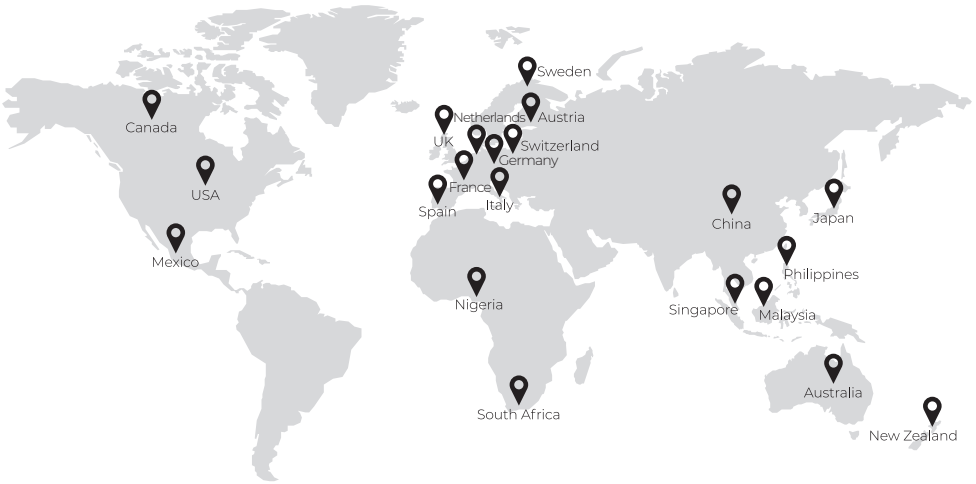 Sweden
Canada
Netherlands
Austria
UK
Switzerland
Germany
USA
France
Italy
Spain
China
Japan
Mexico
Philippines
Nigeria
Singapore
Malaysia
Australia
South Africa
New Zealand